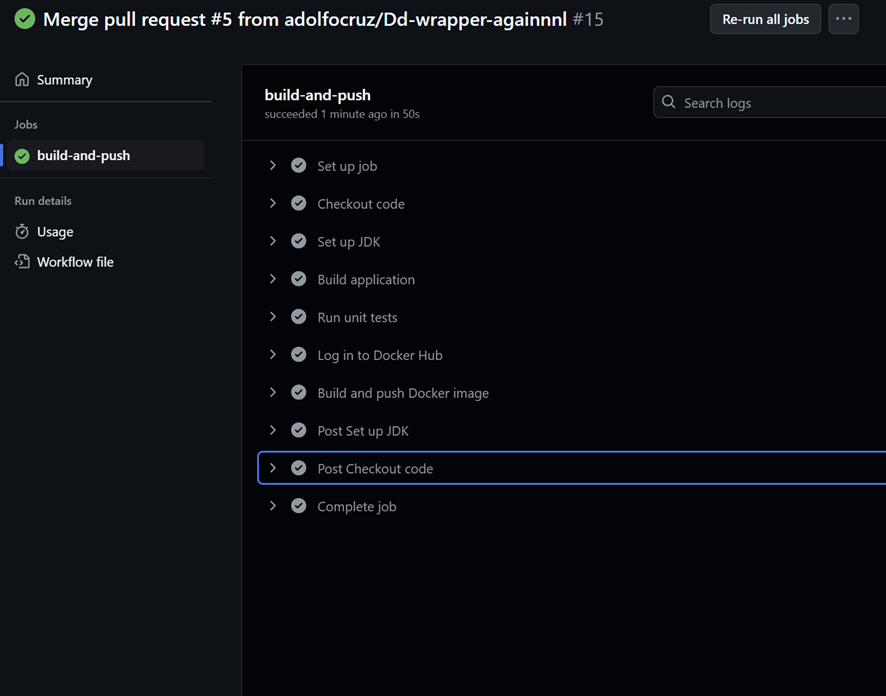 Merge pull request #5 from adolfocruz/Dd-wrapper-againnnl #15
Re-run all jobs
Summary
Jobs
build-and-push
Run details
Usage
Workflow file
build-and-push
succeeded 1 minute ago in 50s
Search logs
Set up job
Checkout code
Set up JDK
Build application
Run unit tests
Log in to Docker Hub
Build and push Docker image
Post Set up JDK
Post Checkout code
Complete job